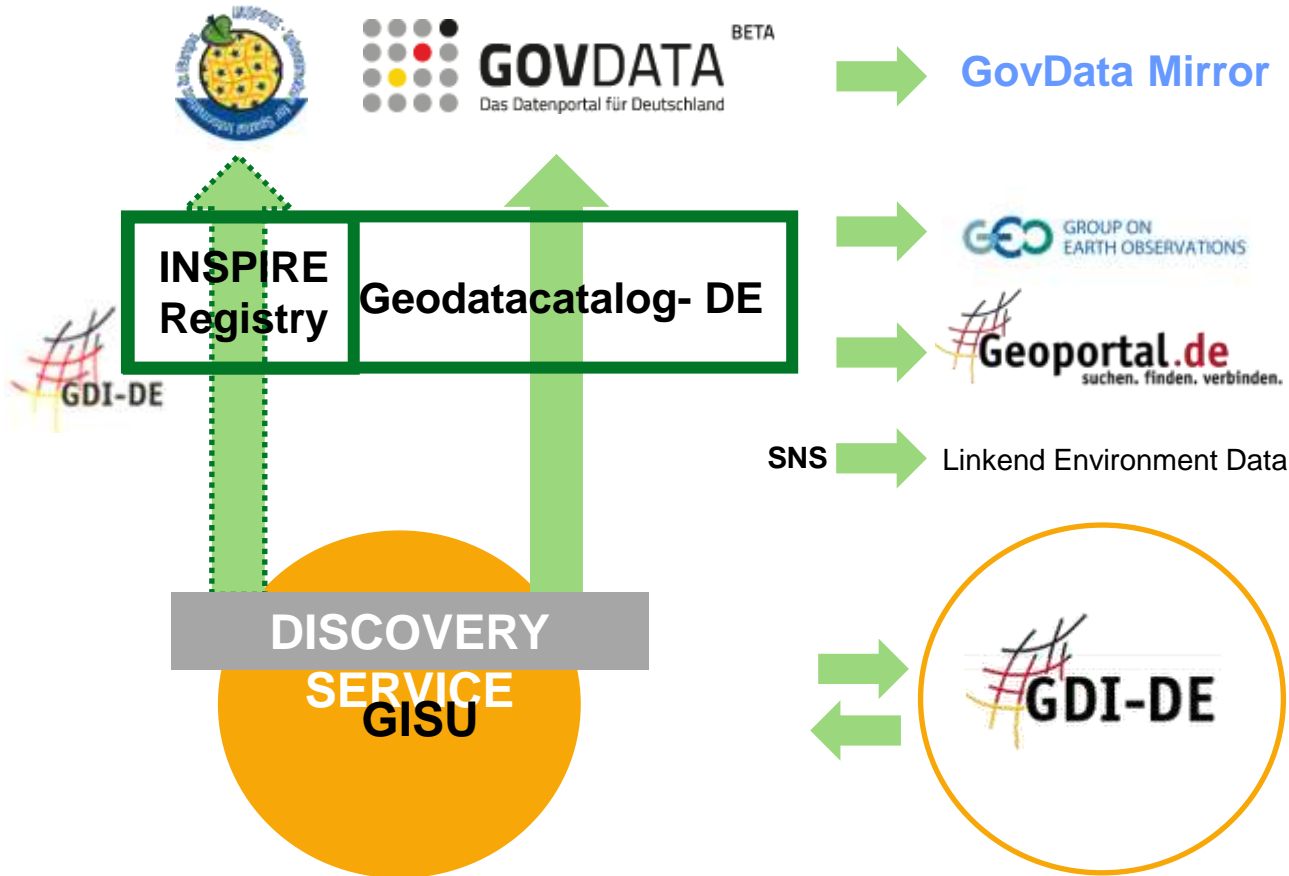 BETA
GOVDATA
Das Datenportal für Deutschland
GovData Mirror
INSPIRE
Registry
Geodatacatalog- DE
GROUP ON
EARTH OBSERVATIONS
GEO
Geoportal.de
suchen. finden. verbinden.
GDI-DE
SNS
Linkend Environment Data
DISCOVERY
SERVICE
GISU
GDI-DE